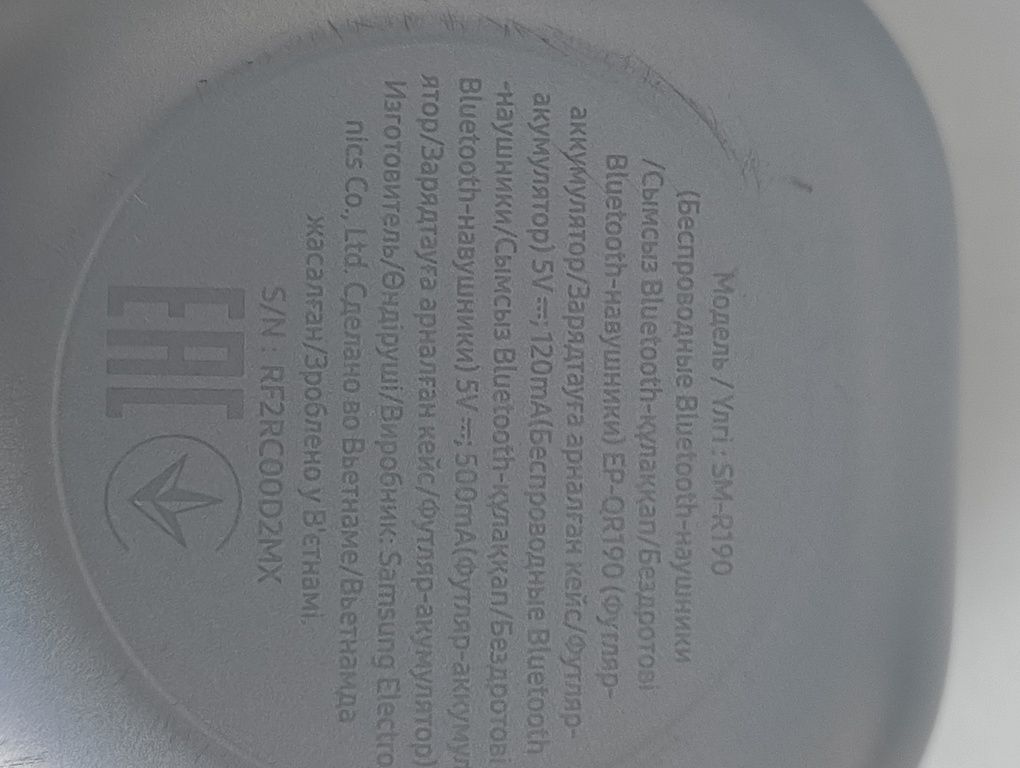 Модель / Үлгі : SM-R190
(Беспроводные Bluetooth-наушники
/Сымсыз Bluetooth-құлаққап/Бездротові
Bluetooth-навушники) EP-QR190 (Футляр-
аккумулятор/Зарядтауға арналған кейс/Футляр-
акумулятор) 5V⎓; 120mA(Беспроводные Bluetooth
-наушники/Сымсыз Bluetooth-құлаққап/Бездротові
Bluetooth-навушники) 5V⎓; 500mA(Футляр-аккумул
ятор/Зарядтауға арналған кейс/Футляр-акумулятор)
Изготовитель/Өндіруші/Виробник: Samsung Electro
nics Co., Ltd. Сделано во Вьетнаме/Вьетнамда
жасалған/Зроблено у В'єтнамі.
S/N : RF2RC00D2MX
EAC